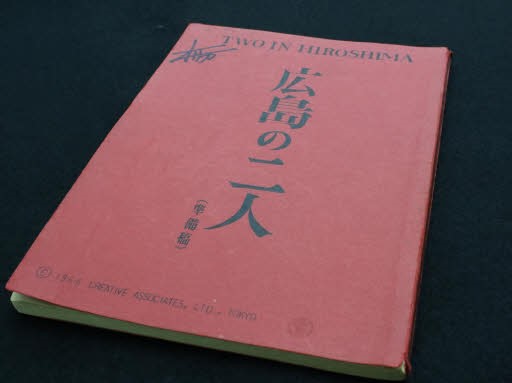 TWO IN HIROSHIMA
広島の二人
(準備稿)
© 1966 CREATIVE ASSOCIATES, LTD., TOKYO